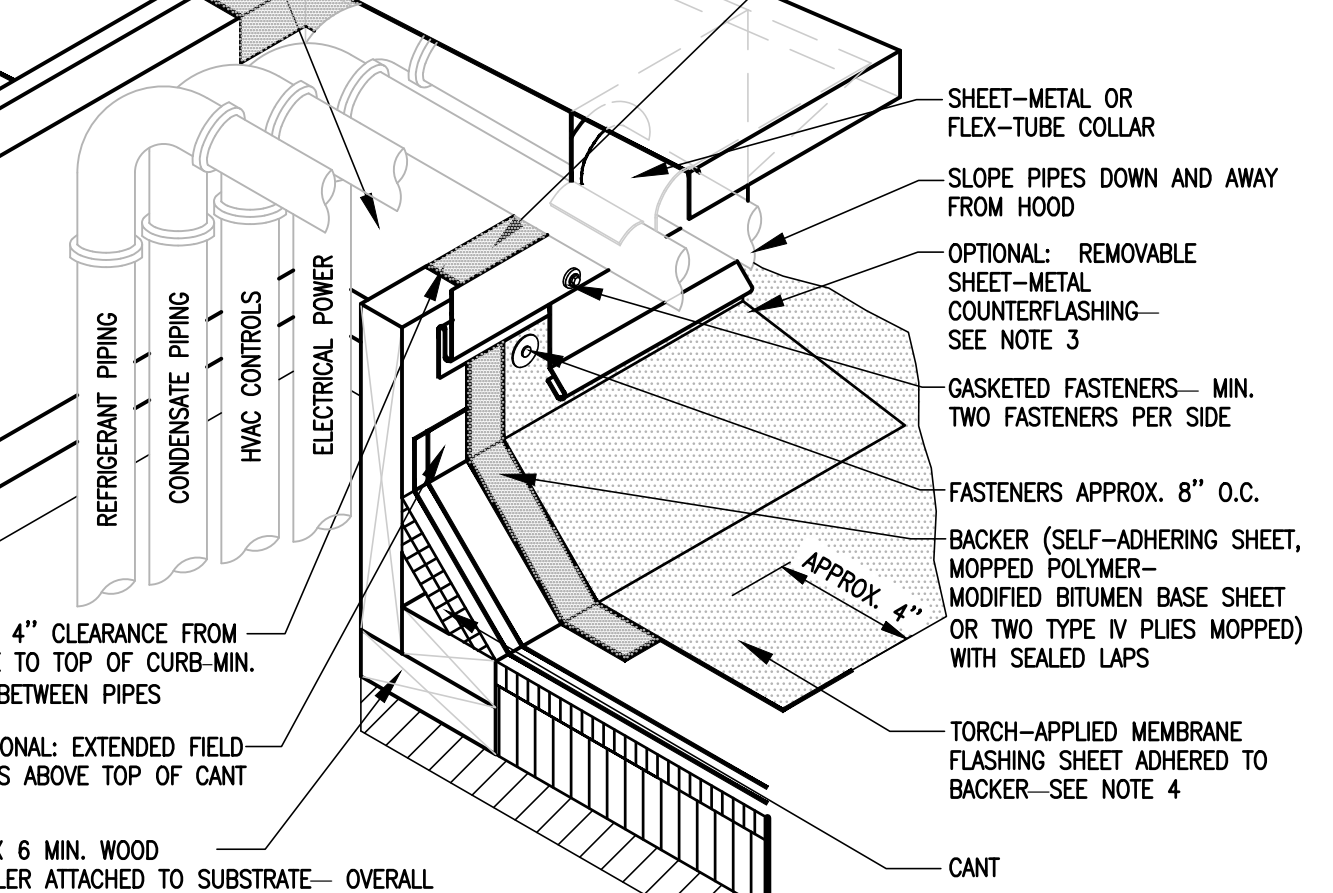 SHEET-METAL OR
FLEX-TUBE COLLAR
SLOPE PIPES DOWN AND AWAY
FROM HOOD
OPTIONAL: REMOVABLE
SHEET-METAL
COUNTERFLASHING—
SEE NOTE 3
GASKETED FASTENERS— MIN.
TWO FASTENERS PER SIDE
FASTENERS APPROX. 8” O.C.
BACKER (SELF-ADHERING SHEET,
MOPPED POLYMER-
MODIFIED BITUMEN BASE SHEET
OR TWO TYPE IV PLIES MOPPED)
WITH SEALED LAPS
APPROX. 4”
TORCH-APPLIED MEMBRANE
FLASHING SHEET ADHERED TO
BACKER—SEE NOTE 4
CANT
REFRIGERANT PIPING
CONDENSATE PIPING
HVAC CONTROLS
ELECTRICAL POWER
4” CLEARANCE FROM
TO TOP OF CURB-MIN.
BETWEEN PIPES
ONAL: EXTENDED FIELD
S ABOVE TOP OF CANT
X 6 MIN. WOOD
LER ATTACHED TO SUBSTRATE— OVERALL